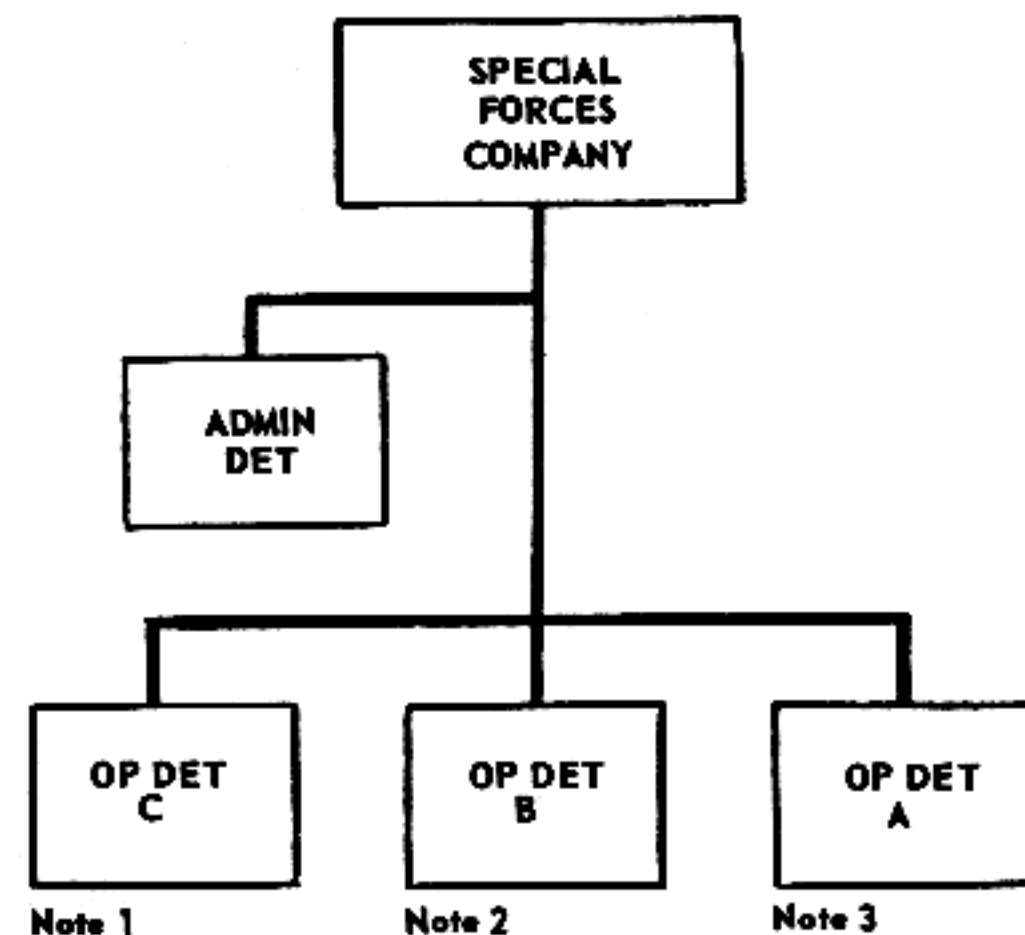 SPECIAL
FORCES
COMPANY
ADMIN
DET
OP DET
C
OP DET
B
OP DET
A
Note 1
Note 2
Note 3